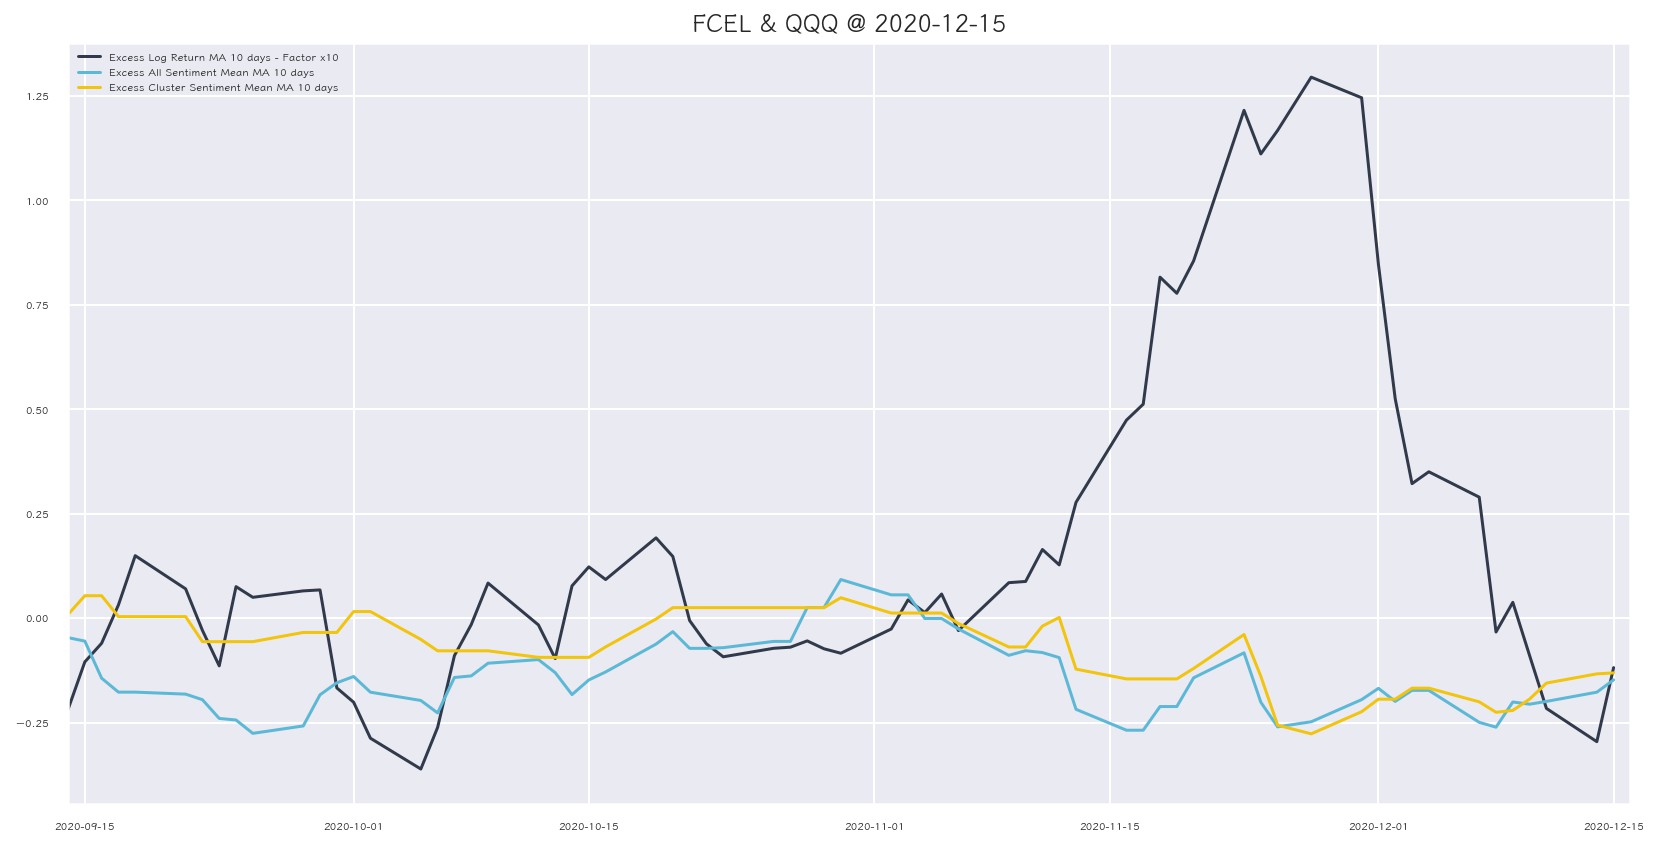 FCEL & QQQ @ 2020-12-15
Excess Log Return MA 10 days - Factor x10
Excess All Sentiment Mean MA 10 days
Excess Cluster Sentiment Mean MA 10 days
1.25
1.00
0.75
0.50
0.25
0.00
−0.25
2020-09-15 2020-10-01 2020-10-15 2020-11-01 2020-11-15 2020-12-01 2020-12-15